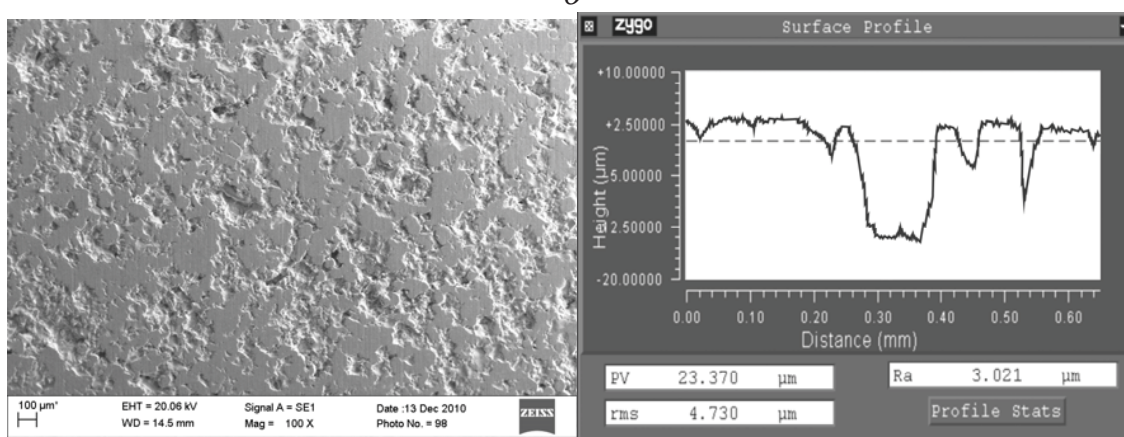 100 µm*
EHT = 20.06 kV
Signal A = SE1
Date :13 Dec 2010
WD = 14.5 mm
Mag = 100 X
Photo No. = 98
ZEISS
zygo
Surface Profile
+10.00000
+2.50000
-5.00000
-12.50000
-20.00000
Height (µm)
0.00 0.10 0.20 0.30 0.40 0.50 0.60
Distance (mm)
PV 23.370 µm
Ra 3.021 µm
rms 4.730 µm
Profile Stats